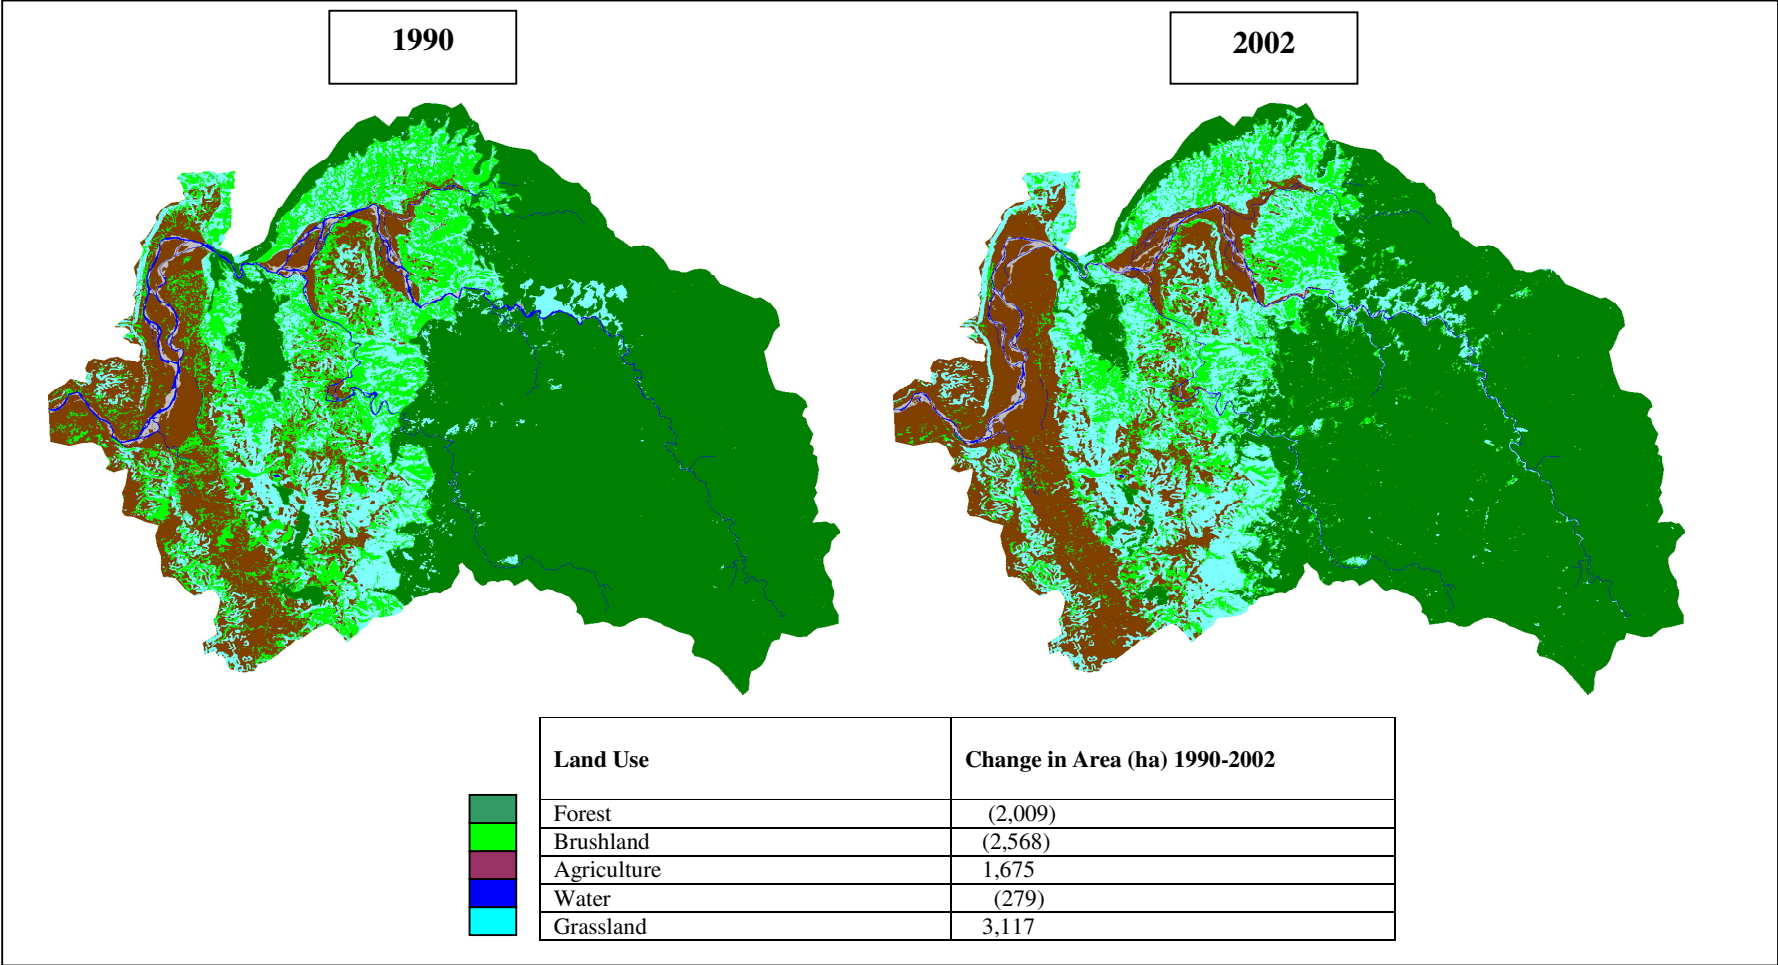 1990
2002
Land Use Change in Area (ha) 1990-2002
Forest (2,009)
Brushland (2,568)
Agriculture 1,675
Water (279)
Grassland 3,117